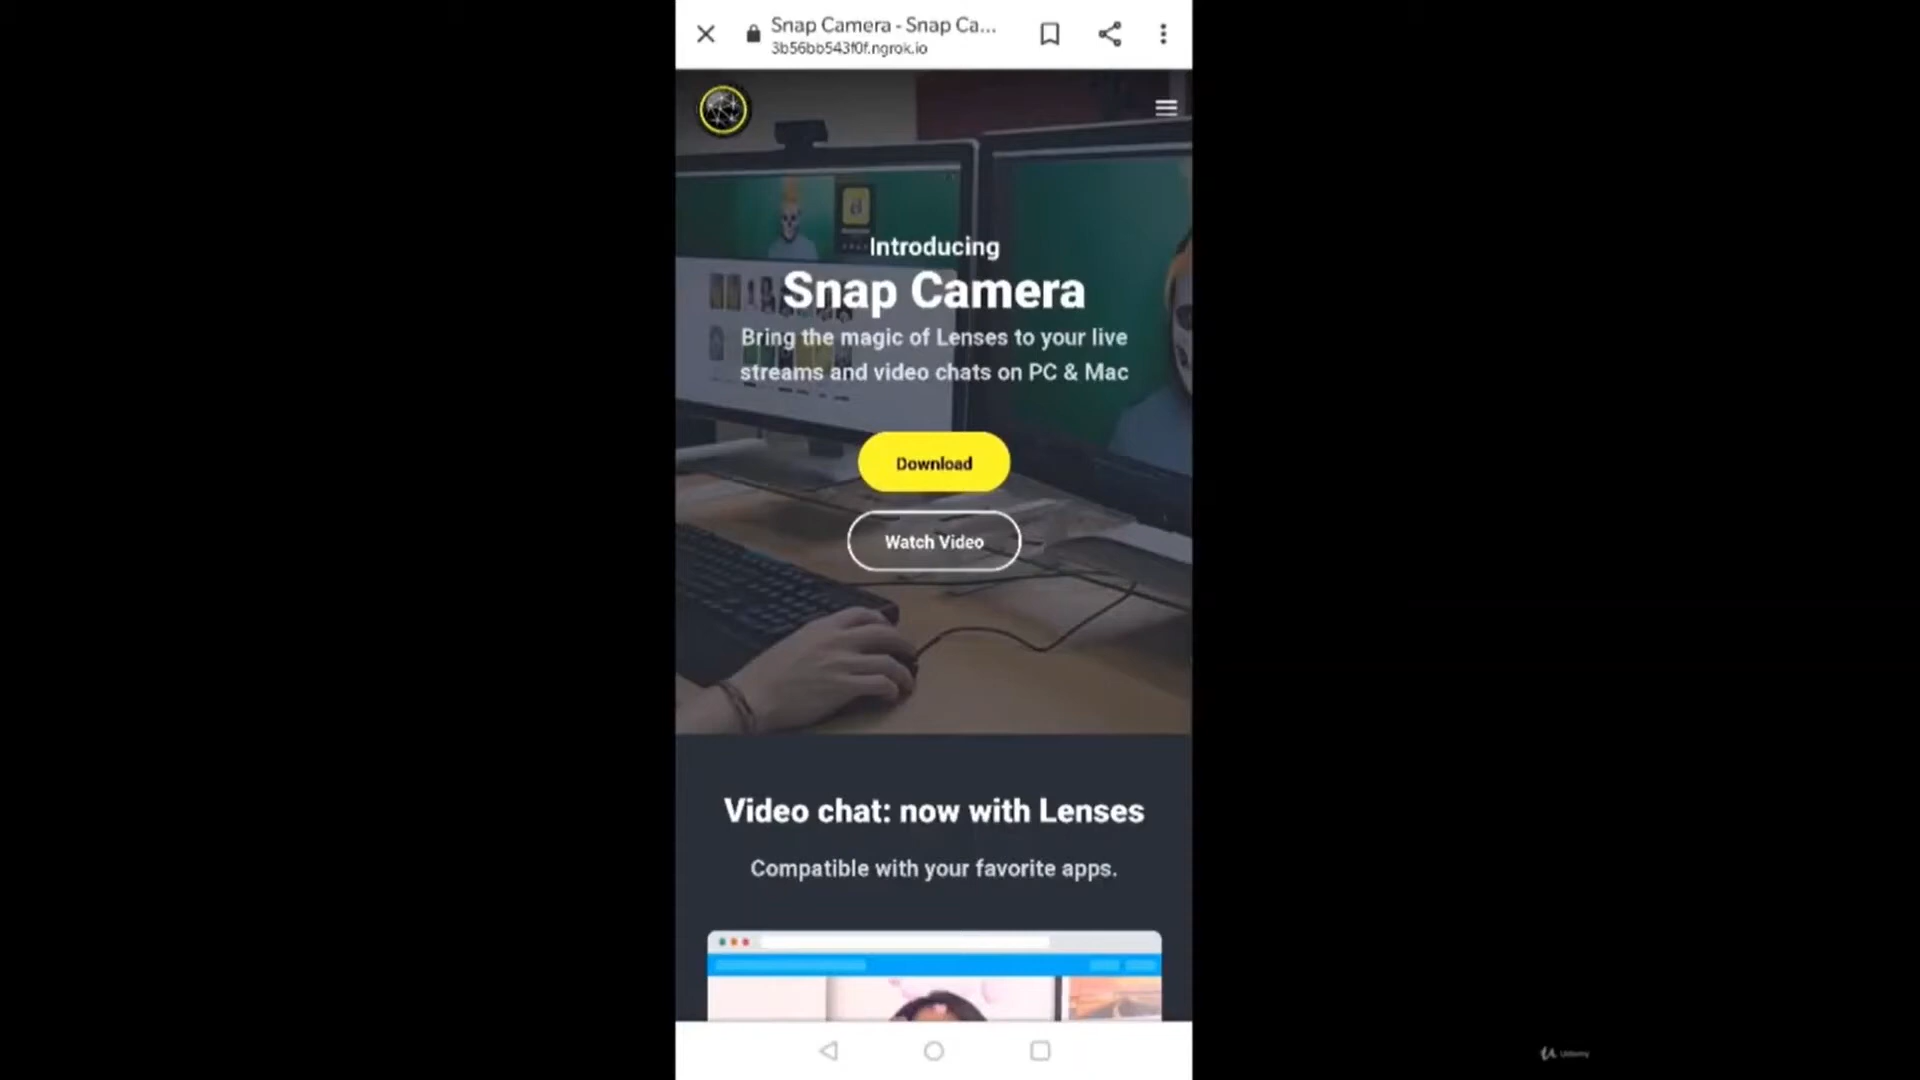 Snap Camera - Snap Ca...
3b56bb543f0f.ngrok.io
Introducing
Snap Camera
Bring the magic of Lenses to your live
streams and video chats on PC & Mac
Download
Watch Video
Video chat: now with Lenses
Compatible with your favorite apps.
Udemy